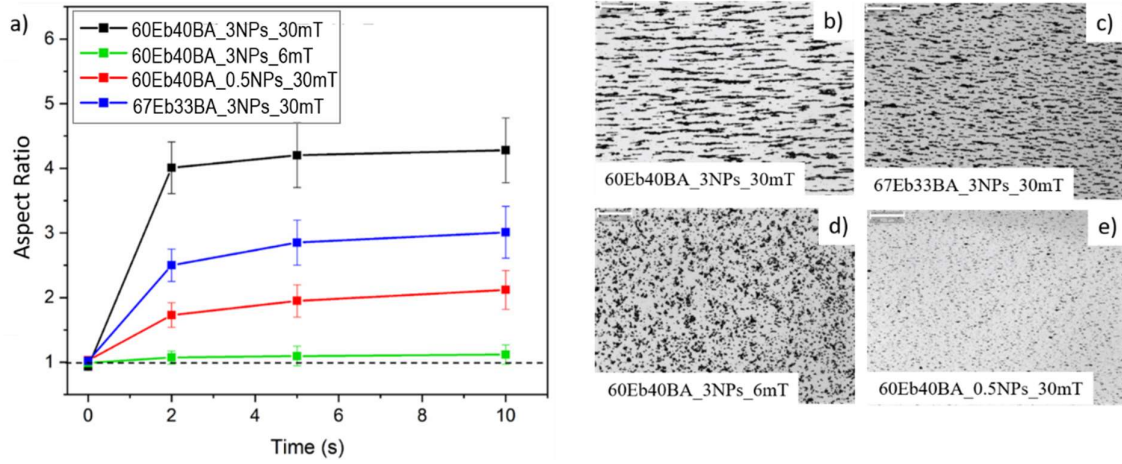 a)
60Eb40BA_3NPs_30mT
60Eb40BA_3NPs_6mT
60Eb40BA_0.5NPs_30mT
67Eb33BA_3NPs_30mT
Aspect Ratio
6
5
4
3
2
1
0
2
4
6
8
10
Time (s)
b)
60Eb40BA_3NPs_30mT
c)
67Eb33BA_3NPs_30mT
d)
60Eb40BA_3NPs_6mT
e)
60Eb40BA_0.5NPs_30mT